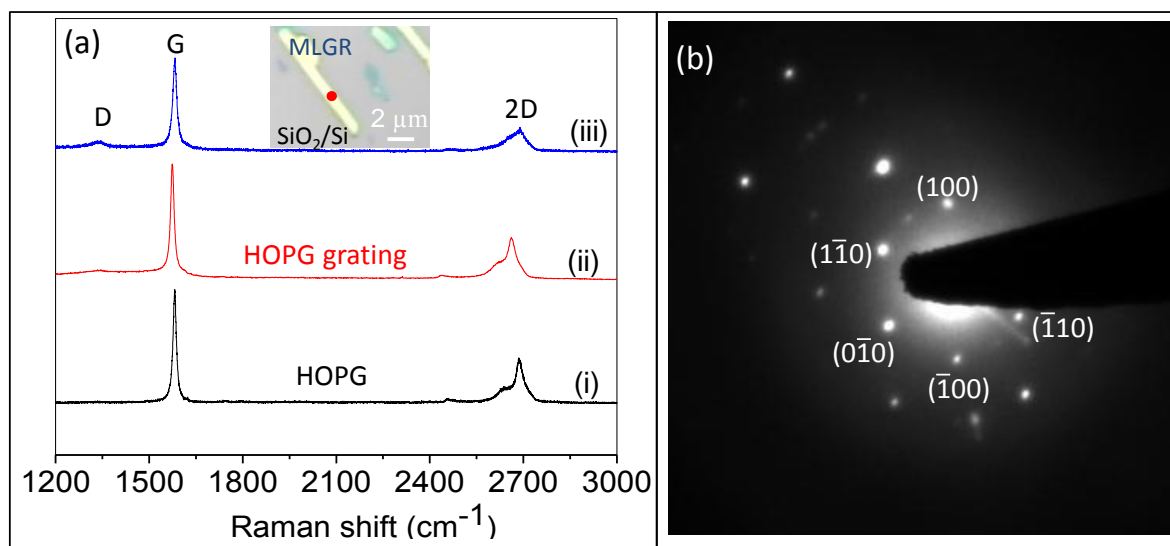 (a)
G
MLGR
D
2D
2 μm
SiO₂/Si
(iii)
HOPG grating
(ii)
HOPG
(i)
1200 1500 1800 2100 2400 2700 3000
Raman shift (cm⁻¹)
(b)
(100)
(11̅0)
(1̅10)
(01̅0)
(1̅00)